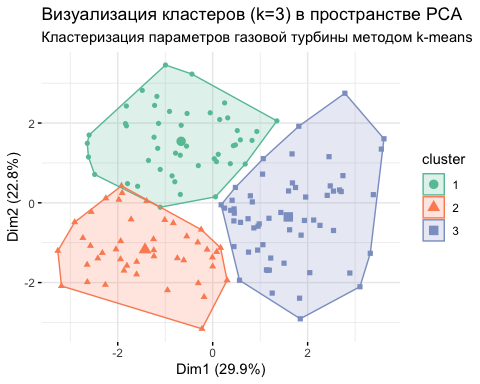 Визуализация кластеров (k=3) в пространстве PCA
Кластеризация параметров газовой турбины методом k-means
Dim2 (22.8%)
2
0
-2
-2
0
2
Dim1 (29.9%)
cluster
1
2
3